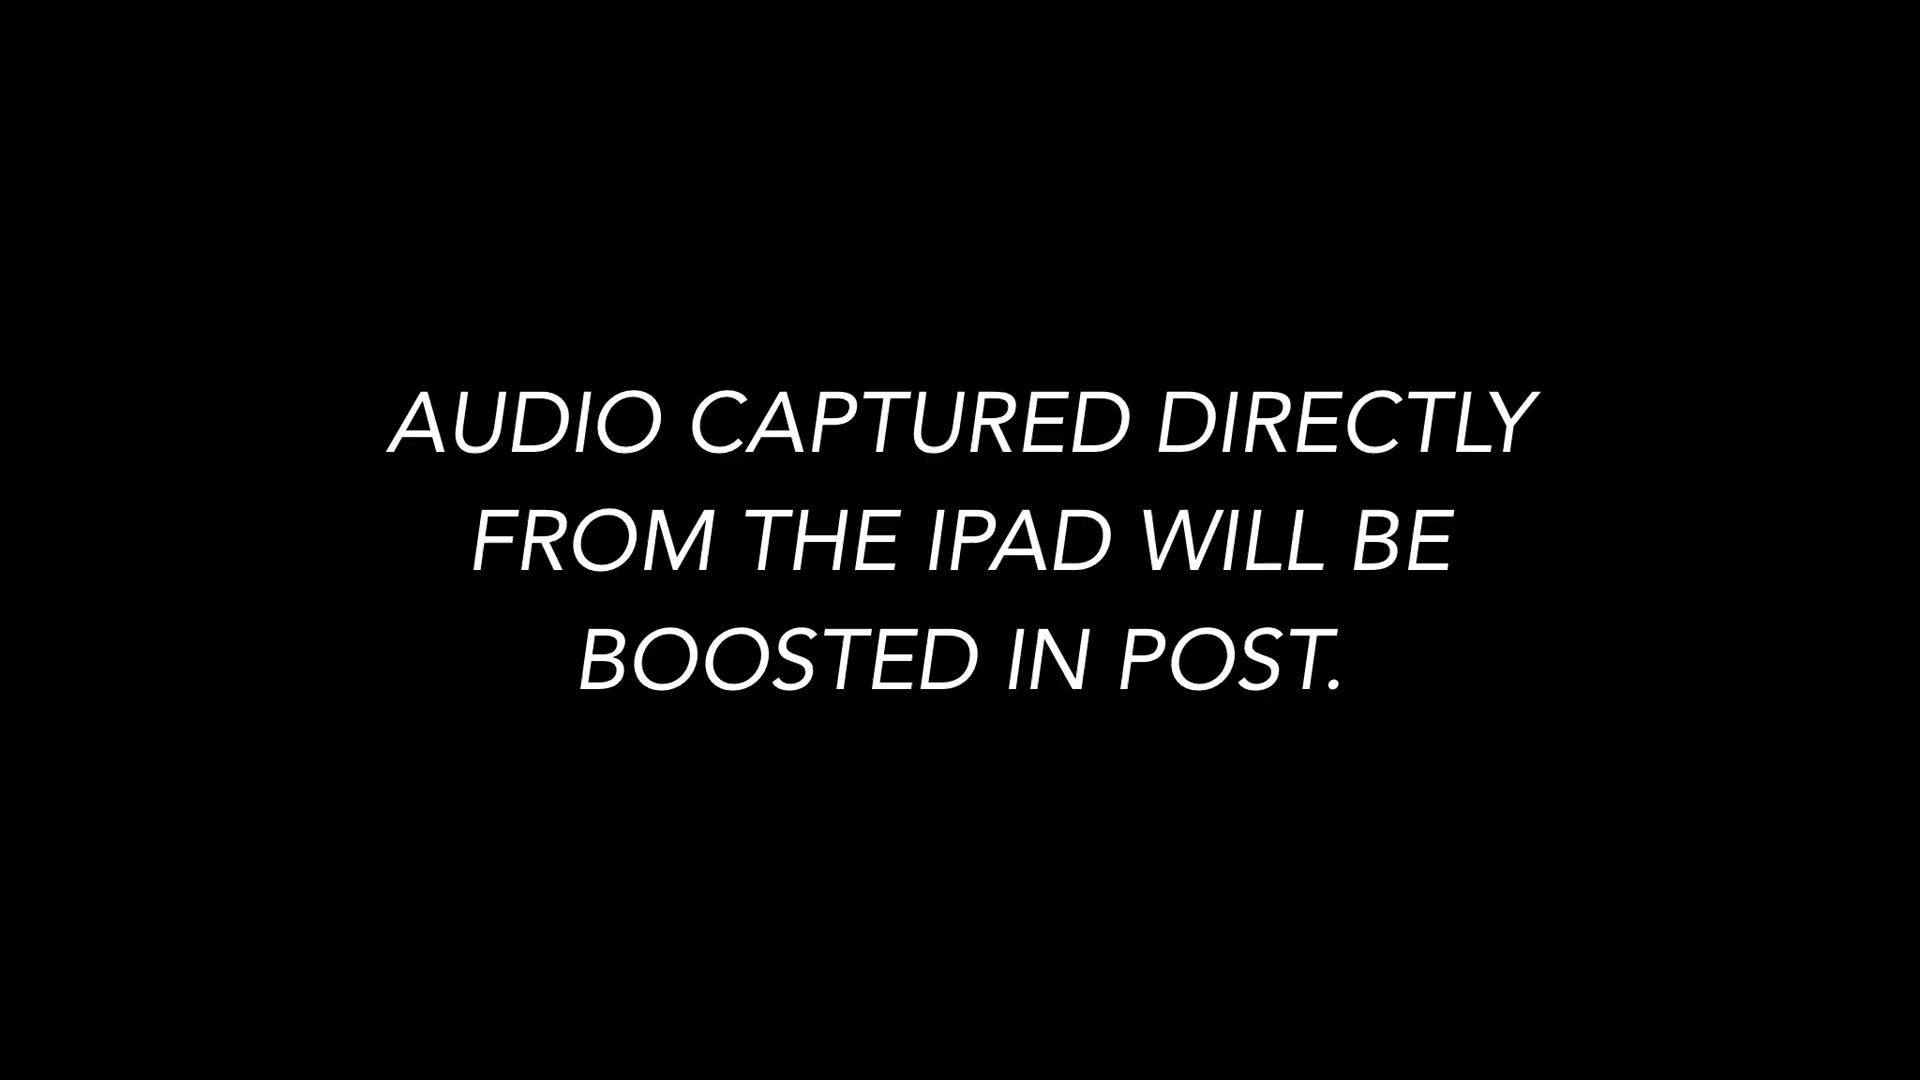 AUDIO CAPTURED DIRECTLY
FROM THE IPAD WILL BE
BOOSTED IN POST.